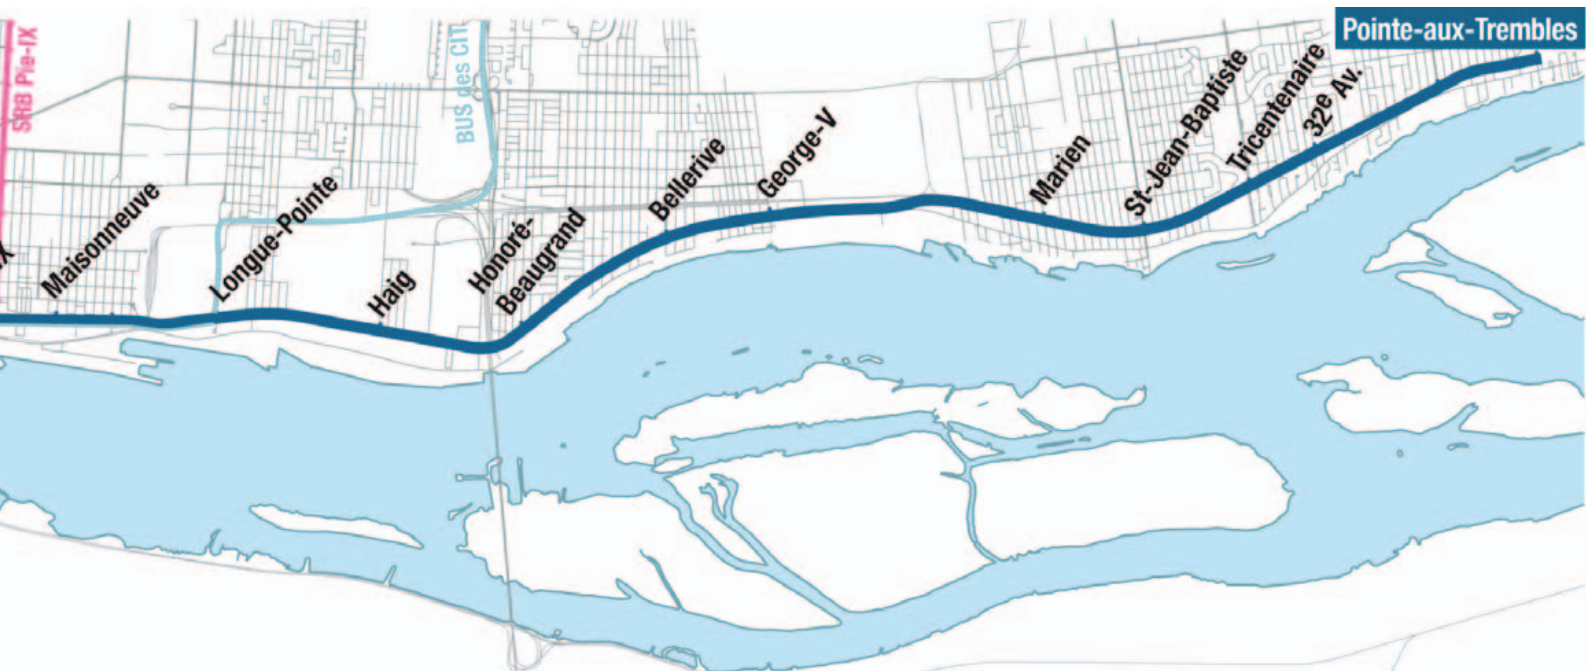 SRB Pie-IX
BUS des CIT
Pointe-aux-Trembles
IX
Maisonneuve
Longue-Pointe
Haig
Honoré-
Beaugrand
Bellerive
George-V
Marien
St-Jean-Baptiste
Tricentenaire
32e Av.